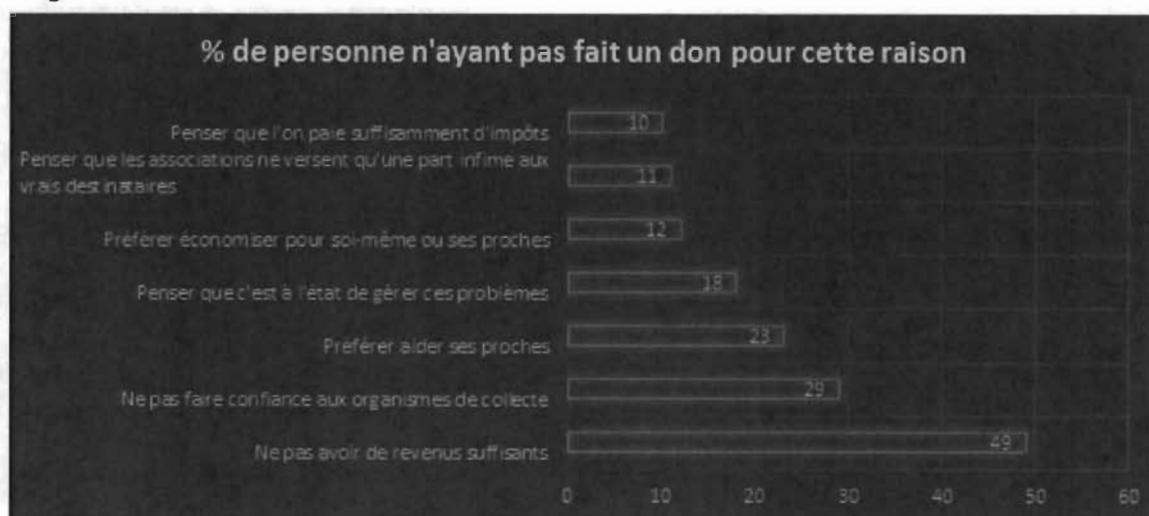 % de personne n'ayant pas fait un don pour cette raison
Penser que l'on paie suffisamment d'impôts
10
Penser que les associations ne versent qu'une part infime aux
vrais destinataires
11
Préférer économiser pour soi-même ou ses proches
12
Penser que c'est à l'état de gérer ces problèmes
18
Préférer aider ses proches
23
Ne pas faire confiance aux organismes de collecte
29
Ne pas avoir de revenus suffisants
49
0 10 20 30 40 50 60